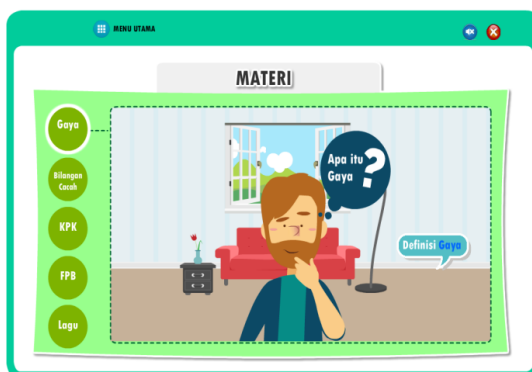 MENU UTAMA
MATERI
Gaya
Bilangan
Cacah
KPK
FPB
Lagu
Apa itu
Gaya ?
Definisi Gaya